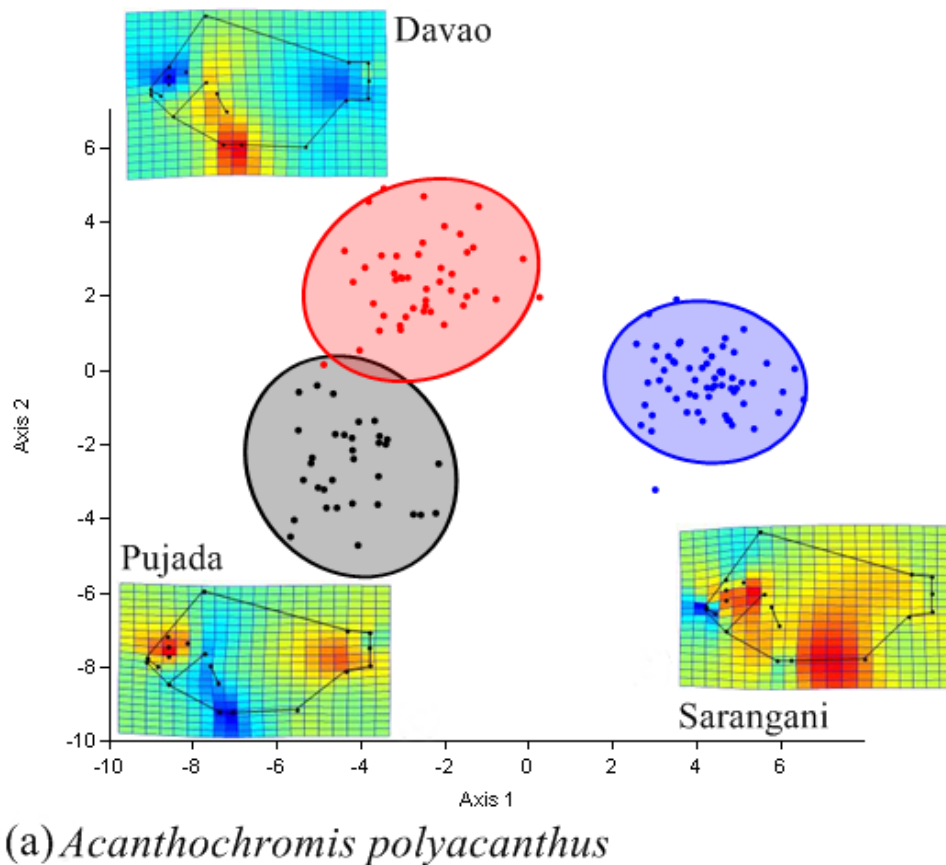 Davao
6
4
2
0
-2
-4
-6
-8
-10
Axis 2
Pujada
Sarangani
-10 -8 -6 -4 -2 0 2 4 6
Axis 1
(a) Acanthochromis polyacanthus